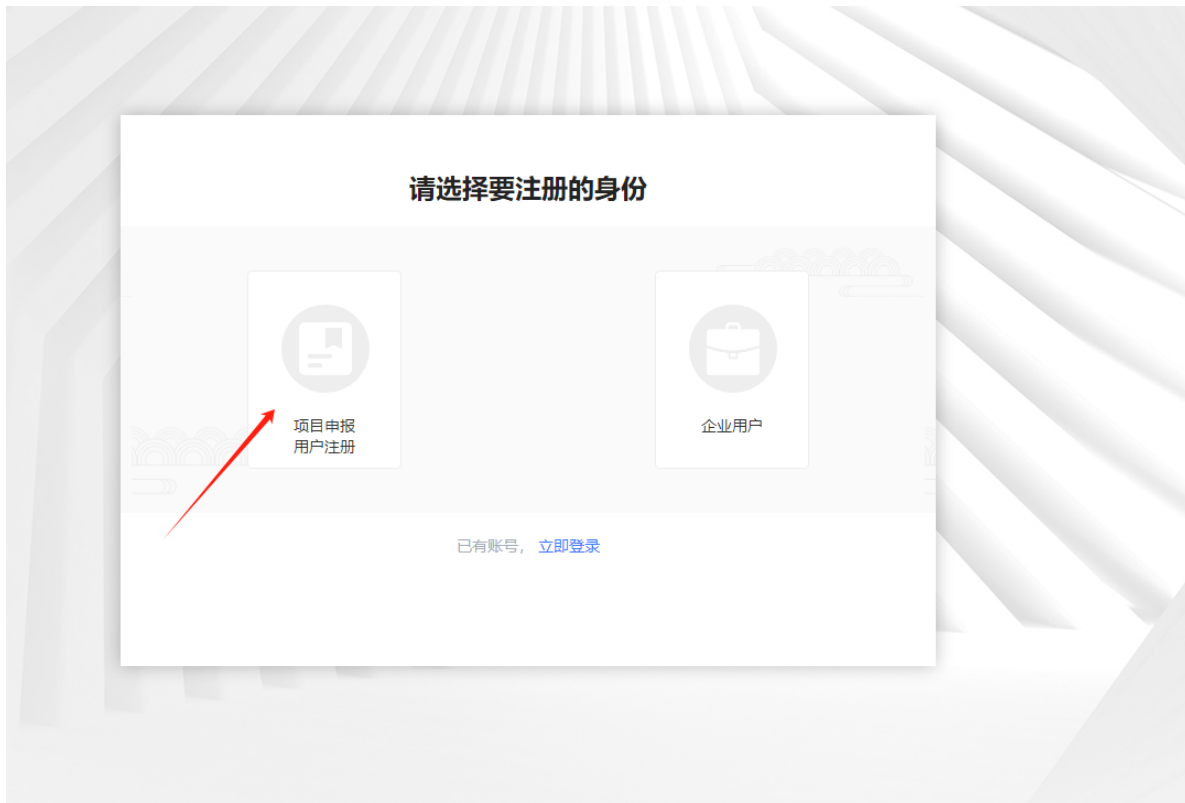 请选择要注册的身份
项目申报
用户注册
企业用户
已有账号， 立即登录